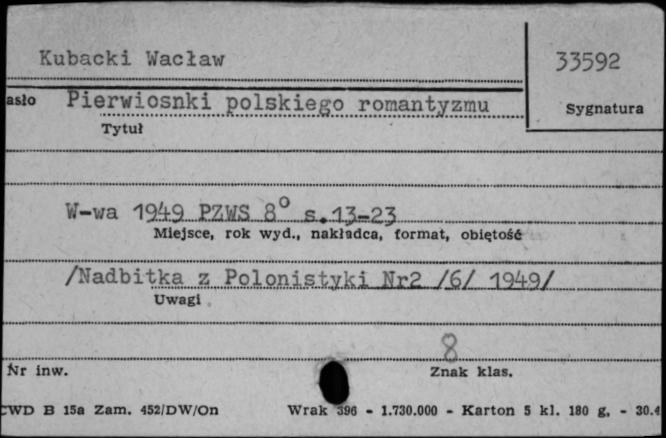 Kubacki Wacław
33592
asło Pierwiosnki polskiego romantyzmu
Sygnatura
Tytuł
W-wa 1949 PZWS 8° s.13-23
Miejsce, rok wyd., nakładca, format, objętość
/Nadbitka z Polonistyki Nr2 /6/ 1949/
Uwagi
8
Nr inw.
Znak klas.
CWD B 15a Zam. 452/DW/On
Wrak 396 - 1.730.000 - Karton 5 kl. 180 g. - 30.4